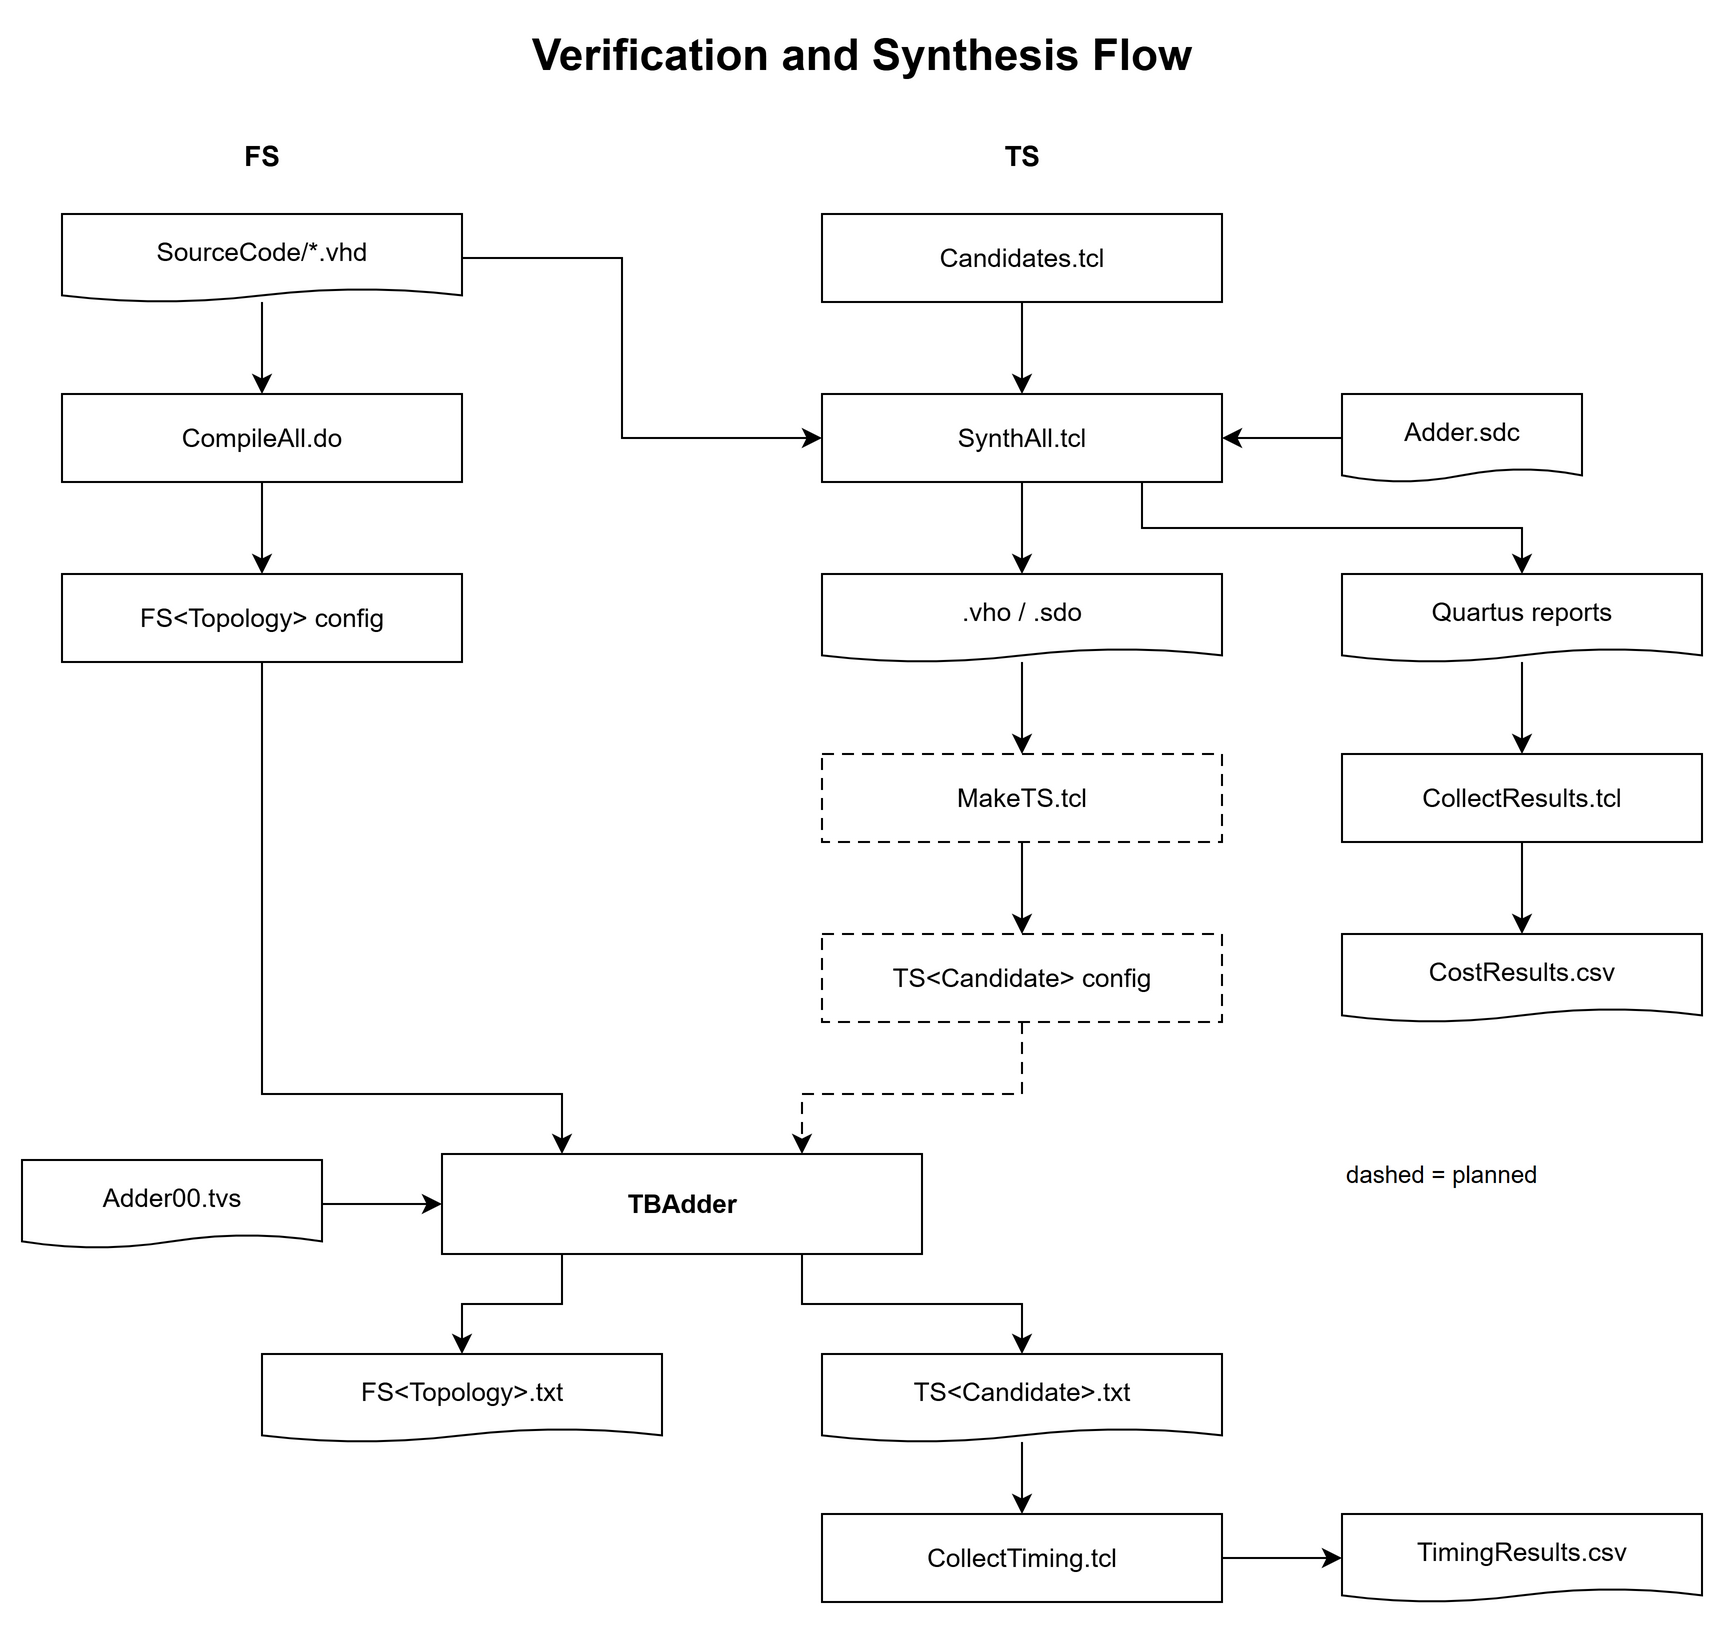 Verification and Synthesis Flow
FS
TS
SourceCode/*.vhd
Candidates.tcl
CompileAll.do
SynthAll.tcl
Adder.sdc
FS<Topology> config
.vho / .sdo
Quartus reports
MakeTS.tcl
CollectResults.tcl
TS<Candidate> config
CostResults.csv
Adder00.tvs
TBAdder
dashed = planned
FS<Topology>.txt
TS<Candidate>.txt
CollectTiming.tcl
TimingResults.csv